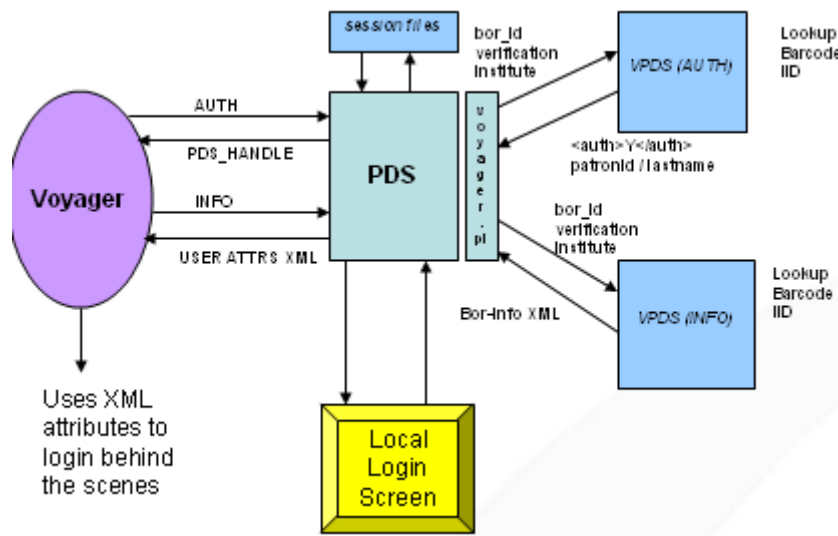 session files
bor_id
verification
Institute
VPDS (AUTH)
Lookup
Barcode
IID
AUTH
PDS_HANDLE
Voyager
PDS
voyager.pl
<auth>Y</auth>
patronId / lastname
INFO
USER ATTRS XML
bor_id
verification
Institute
Bor-Info XML
VPDS (INFO)
Lookup
Barcode
IID
Uses XML
attributes to
login behind
the scenes
Local
Login
Screen